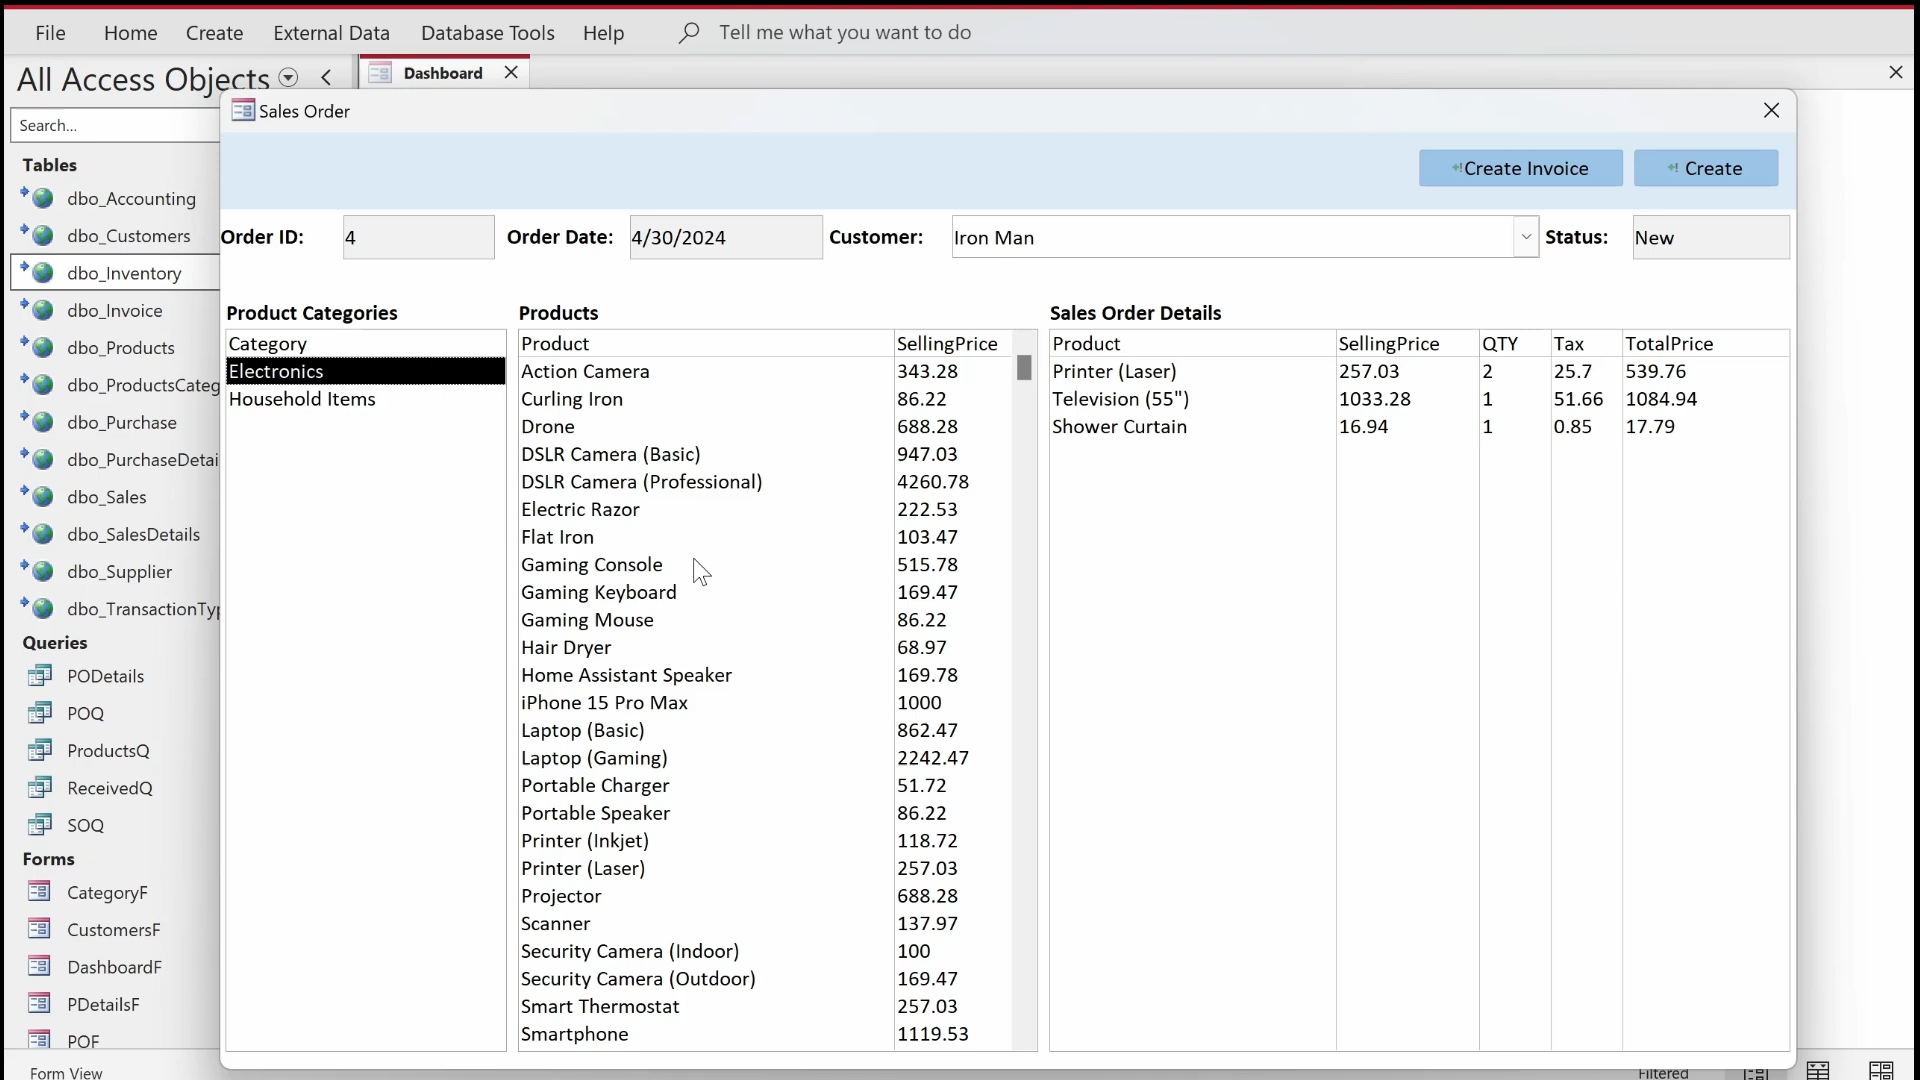 File Home Create External Data Database Tools Help Tell me what you want to do
All Access Objects
Dashboard
Search...
Sales Order
Create Invoice Create
Tables
dbo_Accounting
dbo_Customers
dbo_Inventory
dbo_Invoice
dbo_Products
dbo_ProductsCateg
dbo_Purchase
dbo_PurchaseDetai
dbo_Sales
dbo_SalesDetails
dbo_Supplier
dbo_TransactionTyp
Queries
PODetails
POQ
ProductsQ
ReceivedQ
SOQ
Forms
CategoryF
CustomersF
DashboardF
PDetailsF
POF
Order ID: 4 Order Date: 4/30/2024 Customer: Iron Man Status: New
Product Categories
Category
Electronics
Household Items
Products
Product SellingPrice
Action Camera 343.28
Curling Iron 86.22
Drone 688.28
DSLR Camera (Basic) 947.03
DSLR Camera (Professional) 4260.78
Electric Razor 222.53
Flat Iron 103.47
Gaming Console 515.78
Gaming Keyboard 169.47
Gaming Mouse 86.22
Hair Dryer 68.97
Home Assistant Speaker 169.78
iPhone 15 Pro Max 1000
Laptop (Basic) 862.47
Laptop (Gaming) 2242.47
Portable Charger 51.72
Portable Speaker 86.22
Printer (Inkjet) 118.72
Printer (Laser) 257.03
Projector 688.28
Scanner 137.97
Security Camera (Indoor) 100
Security Camera (Outdoor) 169.47
Smart Thermostat 257.03
Smartphone 1119.53
Sales Order Details
Product SellingPrice QTY Tax TotalPrice
Printer (Laser) 257.03 2 25.7 539.76
Television (55") 1033.28 1 51.66 1084.94
Shower Curtain 16.94 1 0.85 17.79
Form View
Filtered